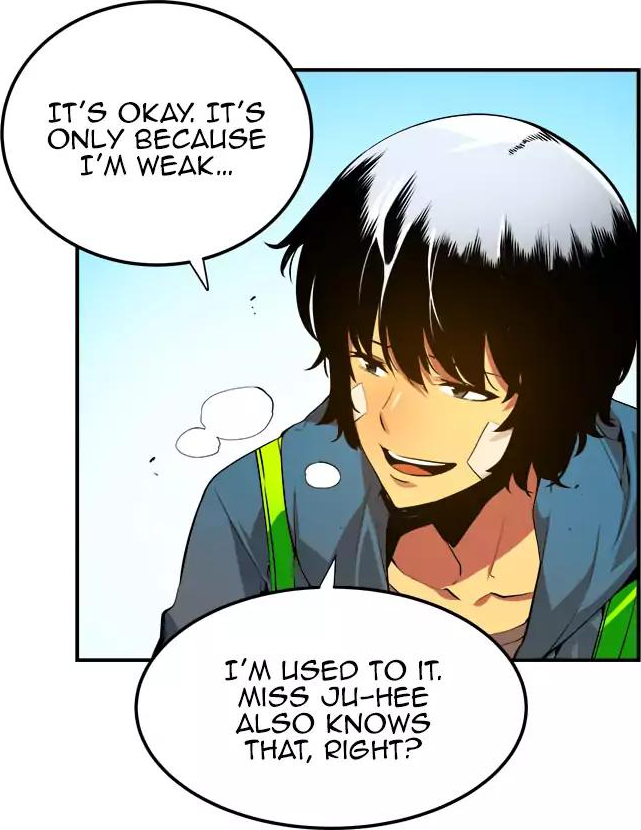 IT'S OKAY. IT'S
ONLY BECAUSE
I'M WEAK...
I'M USED TO IT.
MISS JU-HEE
ALSO KNOWS
THAT, RIGHT?